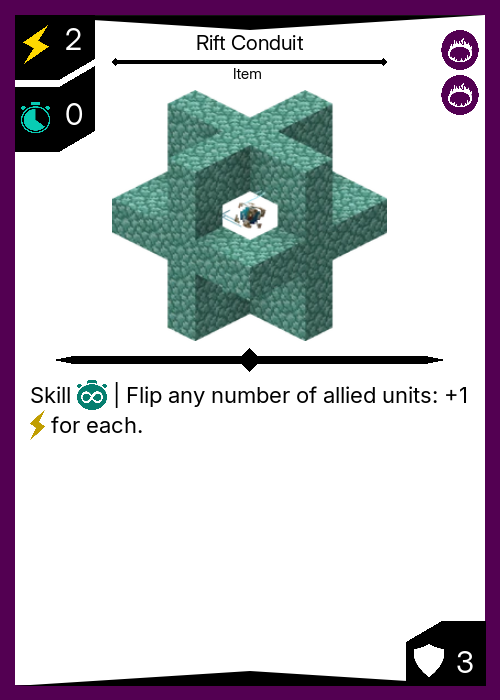 2
Rift Conduit
Item
0
Skill | Flip any number of allied units: +1
for each.
3